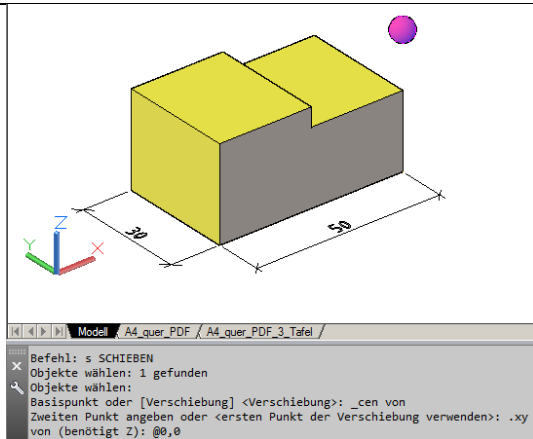 Z
Y
X
30
50
Modell A4_quer_PDF A4_quer_PDF_3_Tafel
Befehl: s SCHIEBEN
Objekte wählen: 1 gefunden
Objekte wählen:
Basispunkt oder [Verschiebung] <Verschiebung>: _cen von
Zweiten Punkt angeben oder <ersten Punkt der Verschiebung verwenden>: .xy
von (benötigt Z): @0,0